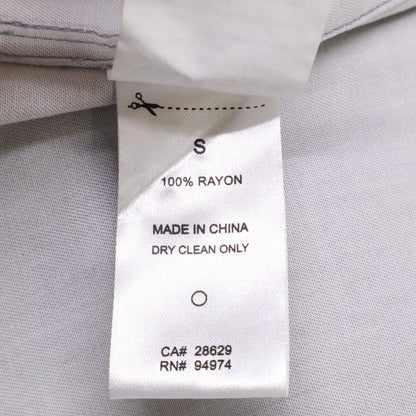 S
100% RAYON
MADE IN CHINA
DRY CLEAN ONLY
CA# 28629
RN# 94974